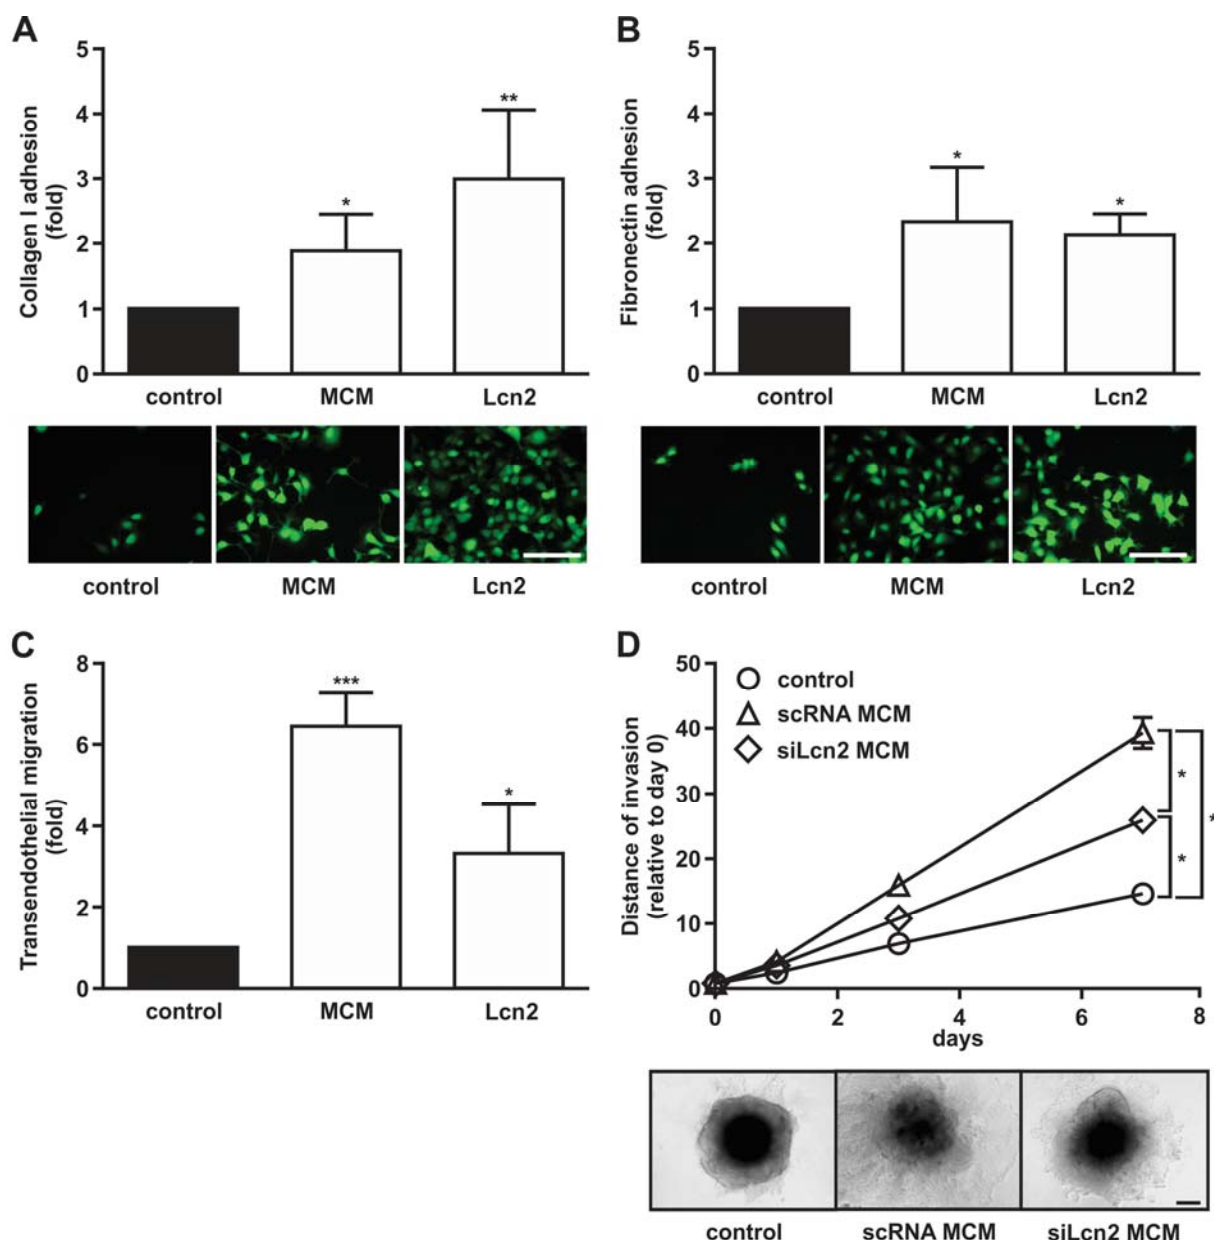 A
Collagen I adhesion
(fold)
5
4
3
2
1
0
*
**
control
MCM
Lcn2
control
MCM
Lcn2
B
Fibronectin adhesion
(fold)
5
4
3
2
1
0
*
*
control
MCM
Lcn2
control
MCM
Lcn2
C
Transendothelial migration
(fold)
8
6
4
2
0
***
*
control
MCM
Lcn2
D
Distance of invasion
(relative to day 0)
50
40
30
20
10
0
control
scRNA MCM
siLcn2 MCM
*
*
*
0
2
4
6
8
days
control
scRNA MCM
siLcn2 MCM